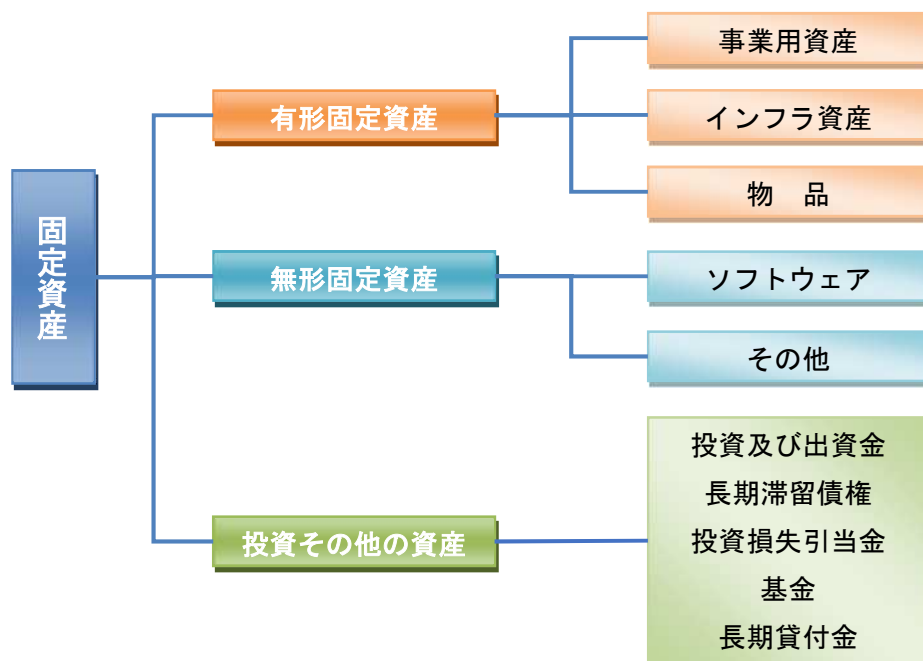 固定資産
有形固定資産
事業用資産
インフラ資産
物　品
無形固定資産
ソフトウェア
その他
投資その他の資産
投資及び出資金
長期滞留債権
投資損失引当金
基金
長期貸付金